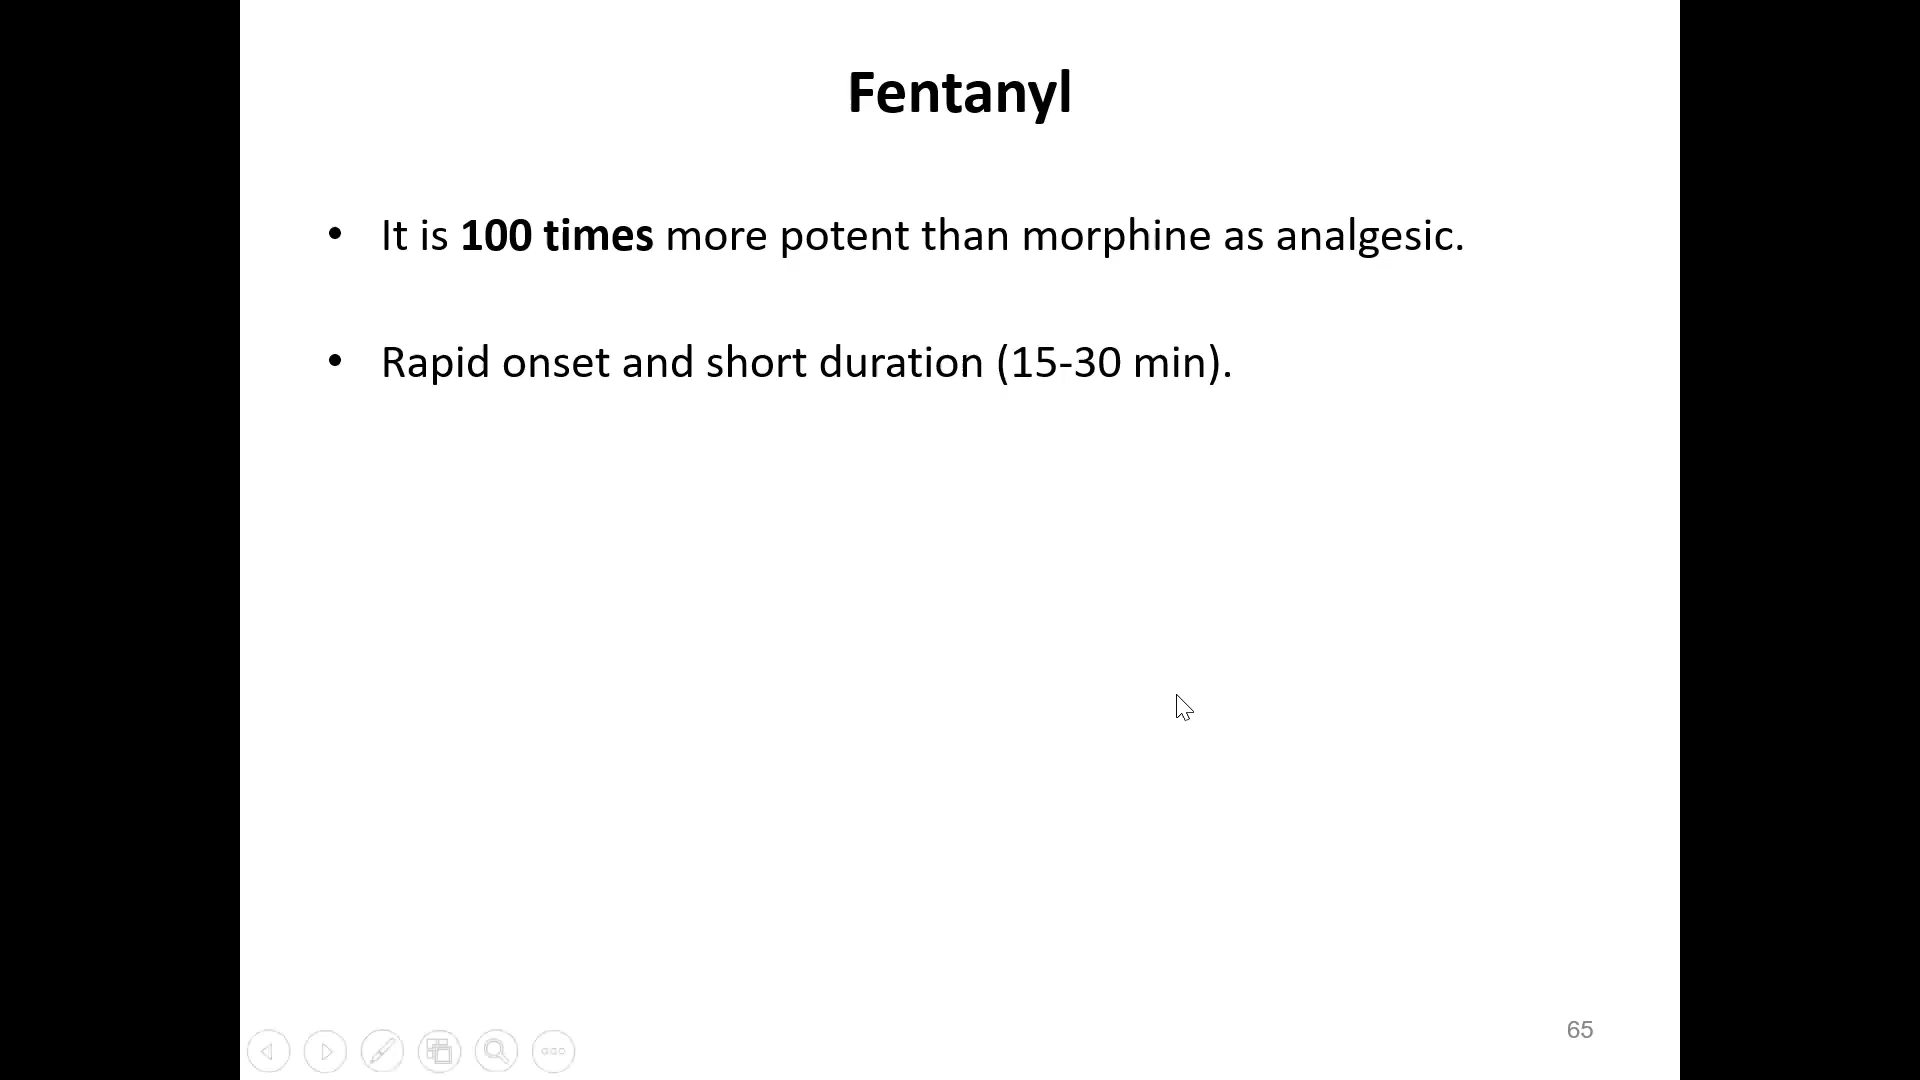 Fentanyl
• It is 100 times more potent than morphine as analgesic.
• Rapid onset and short duration (15-30 min).
65